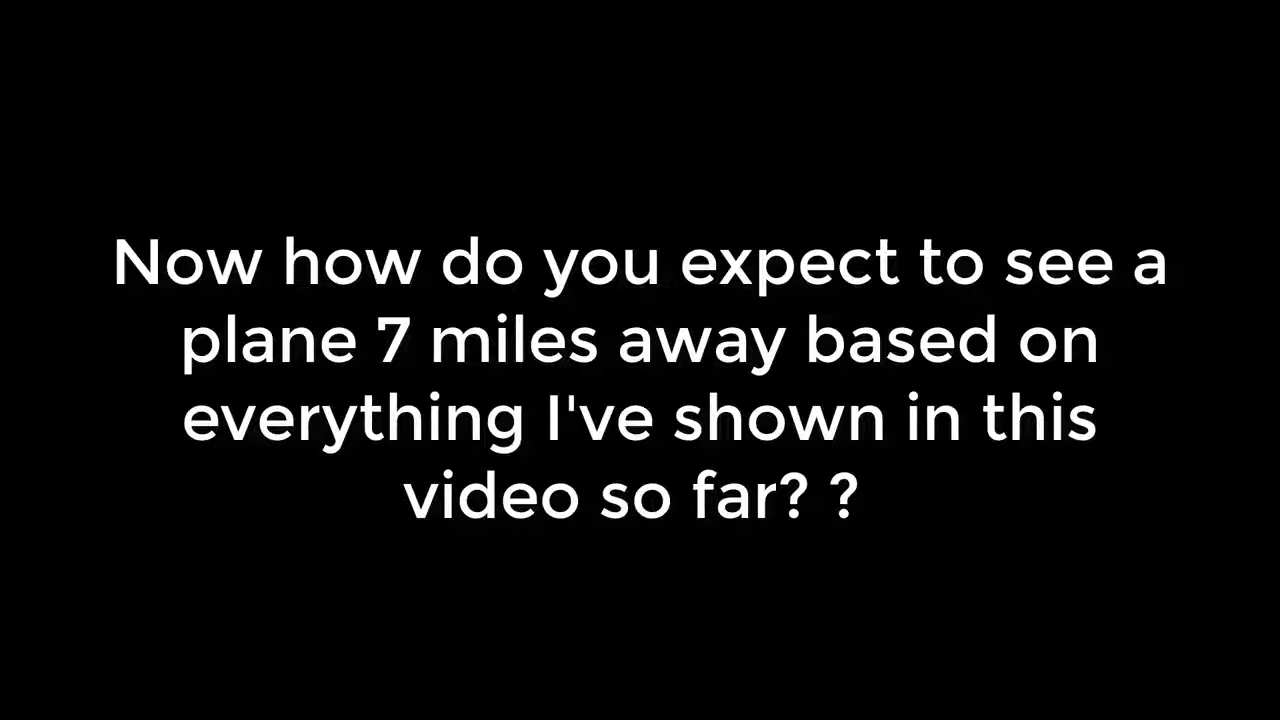 Now how do you expect to see a
plane 7 miles away based on
everything I've shown in this
video so far? ?